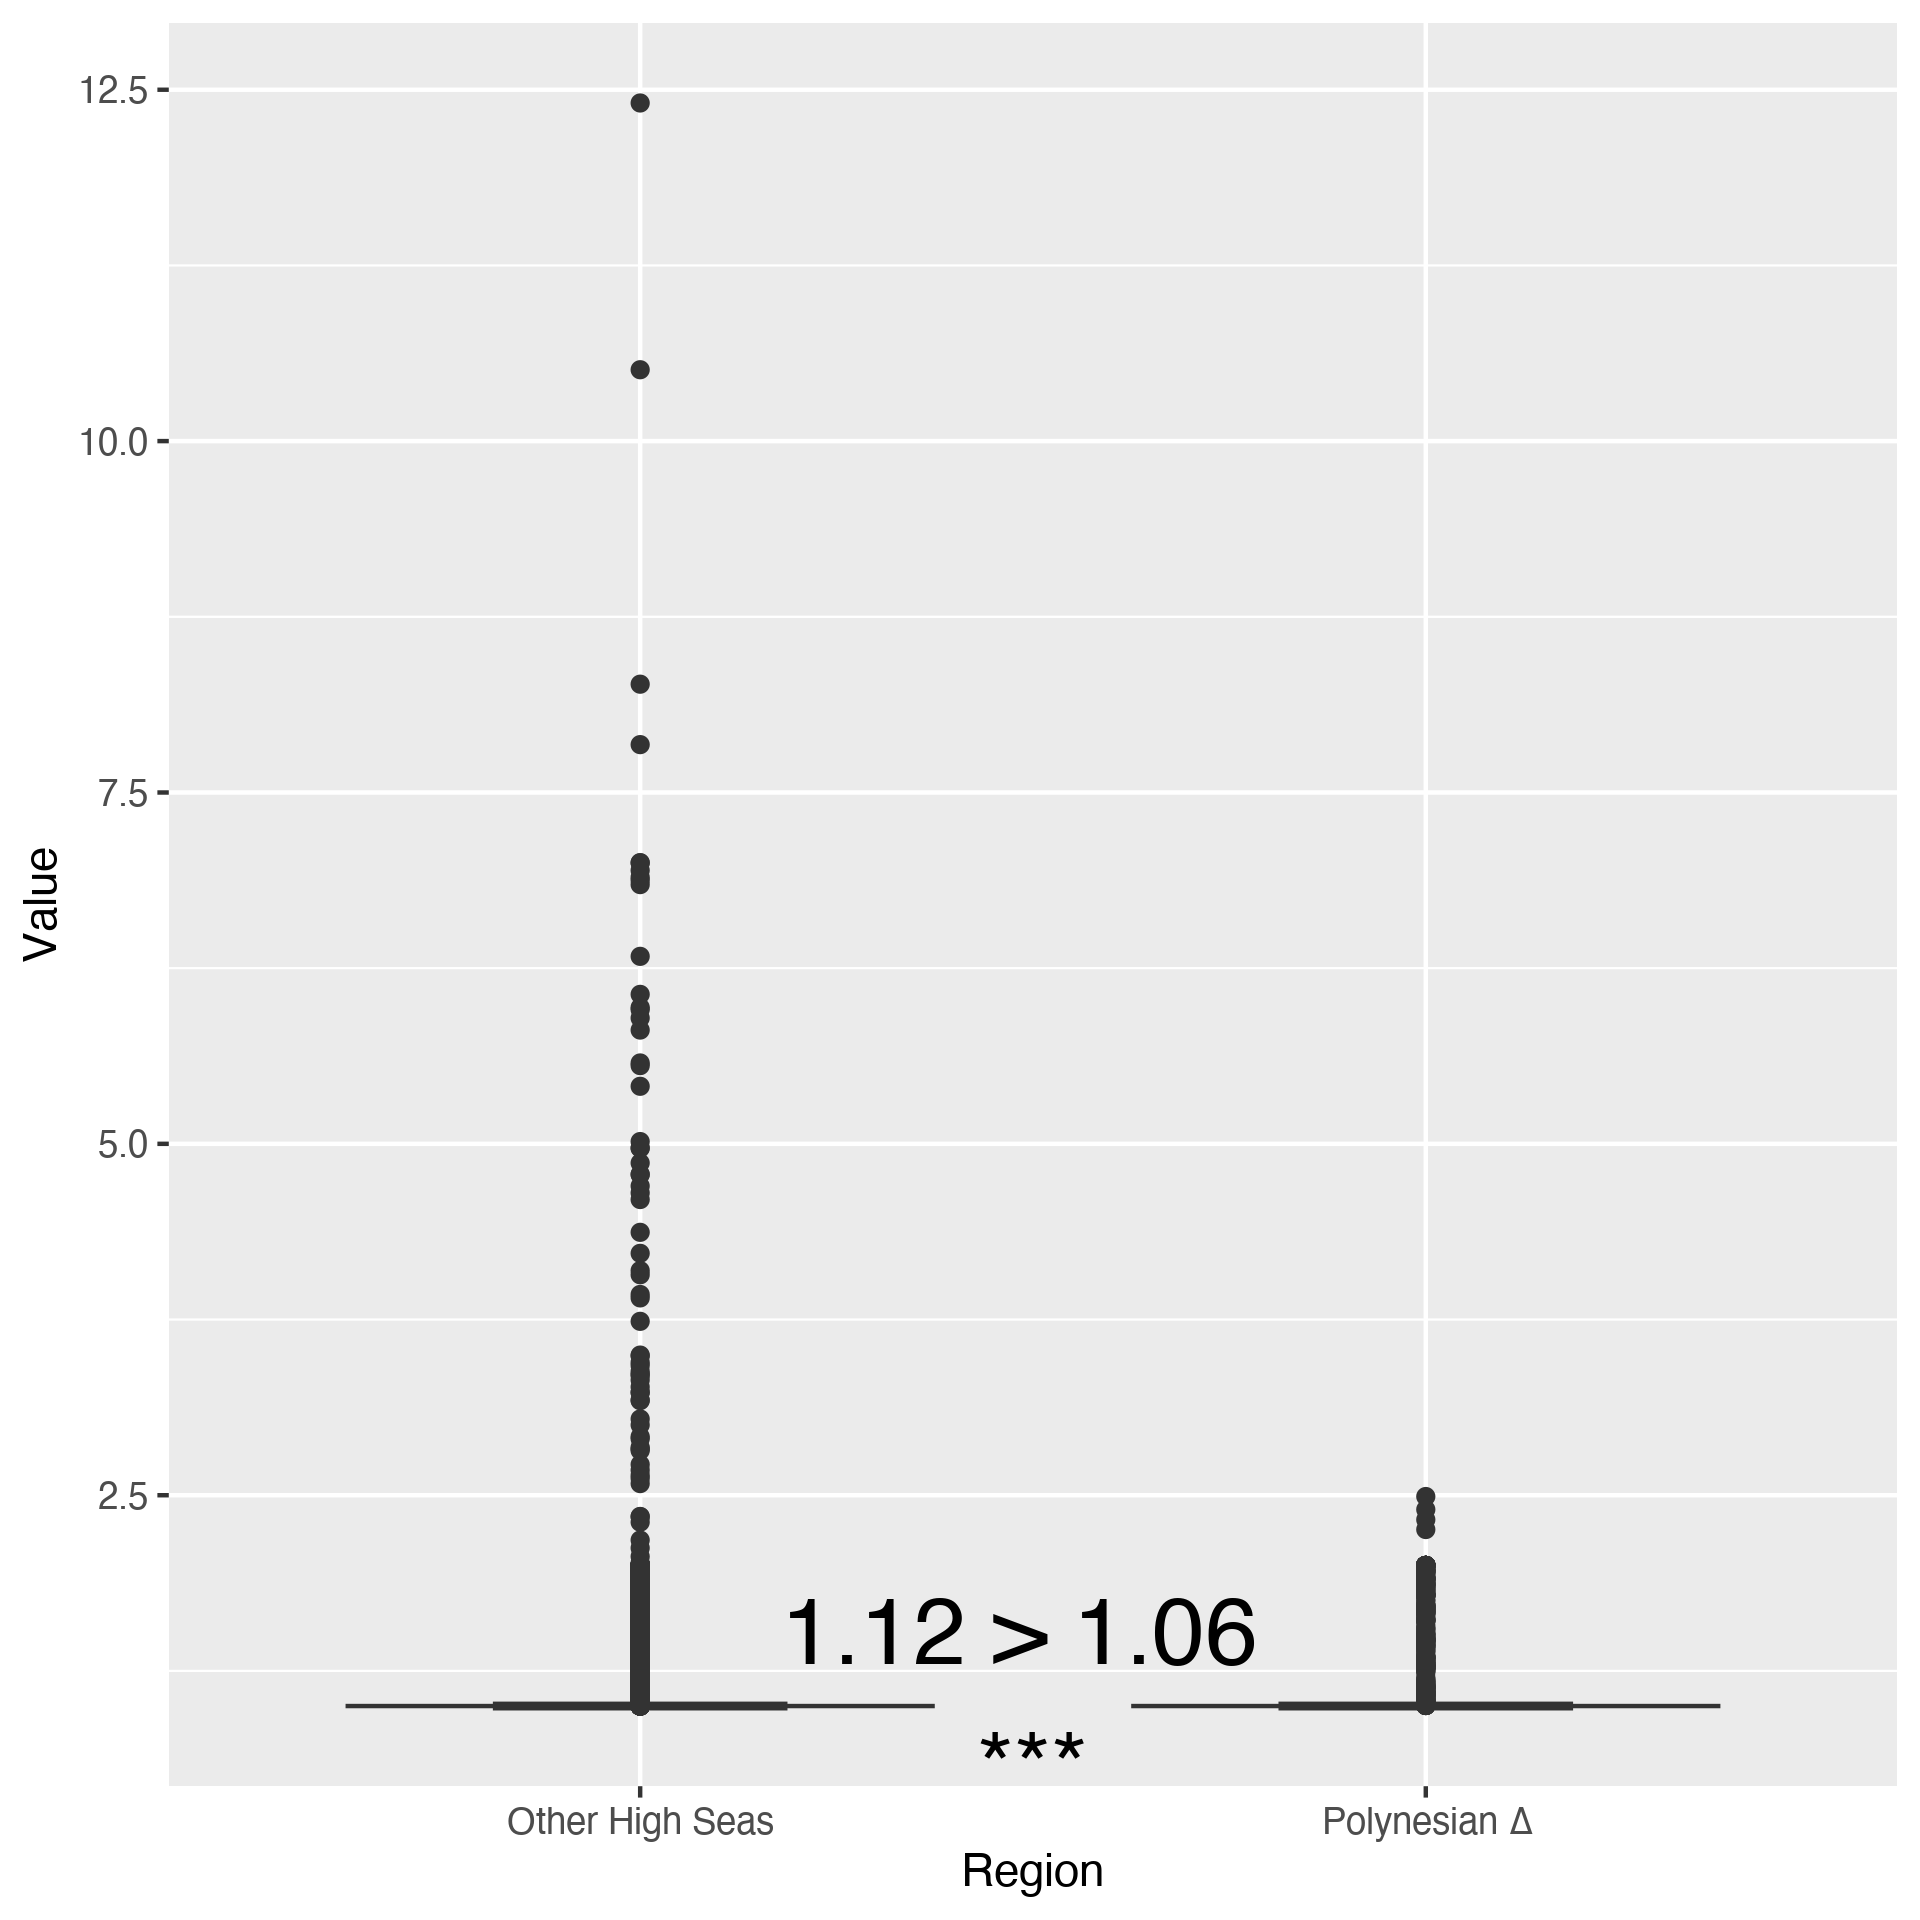 12.5
10.0
7.5
5.0
2.5
Value
1.12 > 1.06
***
Other High Seas
Polynesian Δ
Region